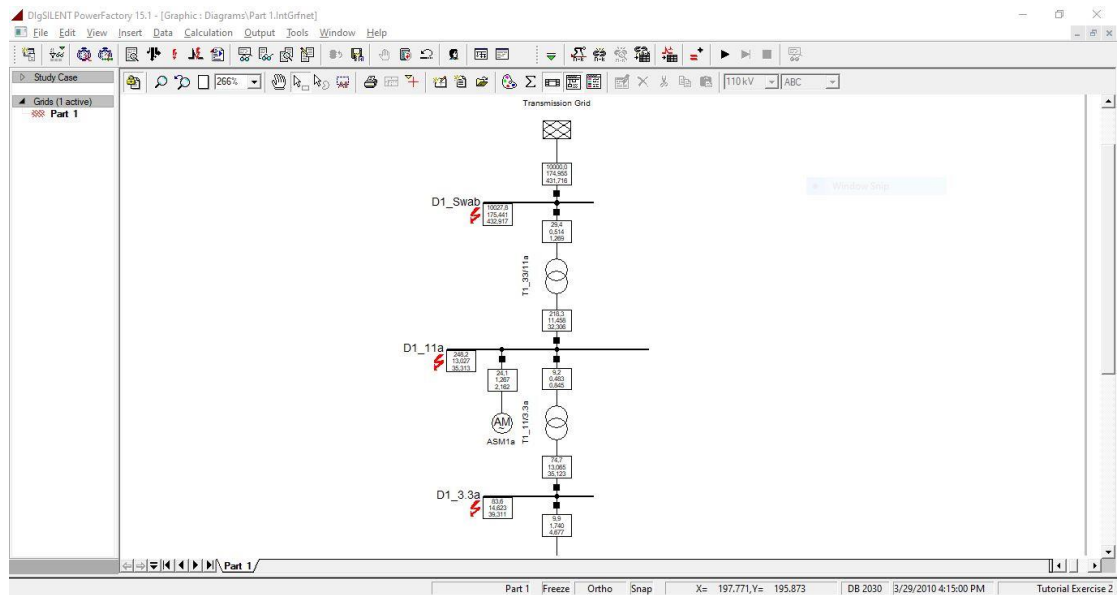 DIgSILENT PowerFactory 15.1 - [Graphic : Diagrams\Part 1.IntGrfnet]
File Edit View Insert Data Calculation Output Tools Window Help
Study Case
266%
110 kV
ABC
Grids (1 active)
Part 1
Transmission Grid
10000,0
174,955
431,716
Window Snip
D1_Swab
10027,8
175,441
432,917
29,4
0,514
1,269
T1_33/11a
218,3
11,458
32,306
D1_11a
246,2
13,027
35,313
24,1
1,267
2,162
9,2
0,483
0,845
AM
~
ASM1a
T1_11/3.3a
74,7
13,065
35,123
D1_3.3a
83,6
14,623
39,311
9,9
1,740
4,677
Part 1
Part 1 Freeze Ortho Snap X= 197.771,Y= 195.873 DB 2030 3/29/2010 4:15:00 PM Tutorial Exercise 2